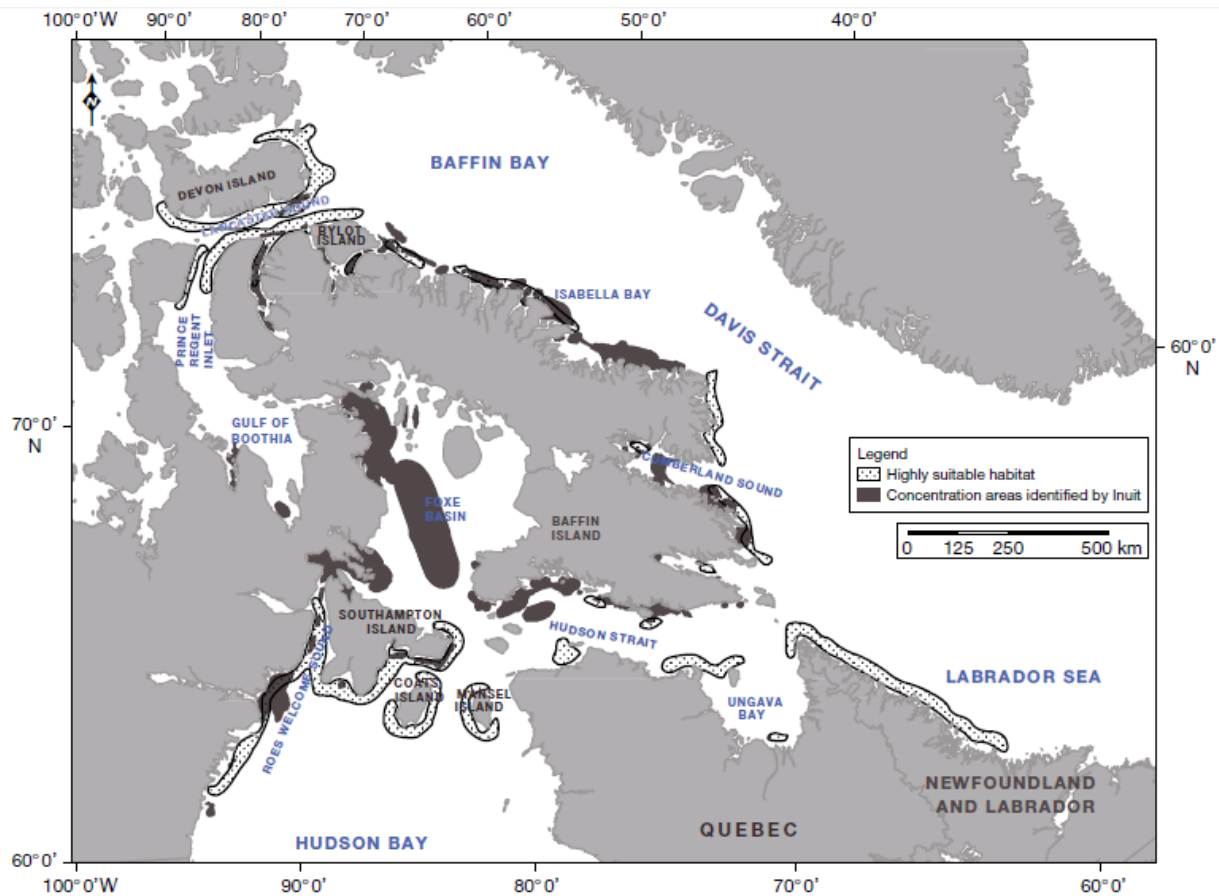 100°0'W 90°0' 80°0' 70°0' 60°0' 50°0' 40°0'
N
BAFFIN BAY
DEVON ISLAND
LANCASTER SOUND
BYLOT
ISLAND
ISABELLA BAY
PRINCE
REGENT
INLET
DAVIS STRAIT
60°0'
N
70°0'
N
GULF OF
BOOTHIA
CUMBERLAND SOUND
Legend
Highly suitable habitat
Concentration areas identified by Inuit
FOXE
BASIN
BAFFIN
ISLAND
0 125 250 500 km
SOUTHAMPTON
ISLAND
HUDSON STRAIT
ROES WELCOME SOUND
COATS
ISLAND
MANSEL
ISLAND
LABRADOR SEA
UNGAVA
BAY
NEWFOUNDLAND
AND LABRADOR
QUEBEC
HUDSON BAY
60°0'
100°0'W 90°0' 80°0' 70°0' 60°0'